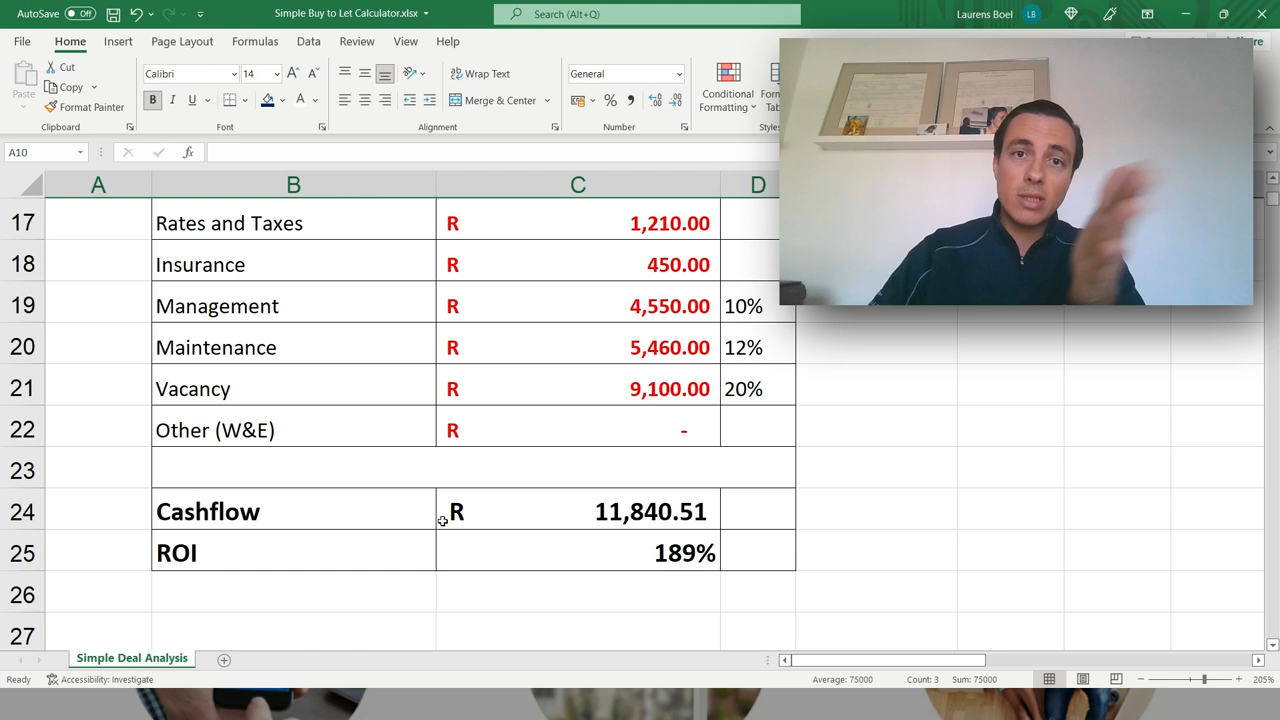 AutoSave Off Simple Buy to Let Calculator.xlsx Search (Alt+Q) Laurens Boel LB
File Home Insert Page Layout Formulas Data Review View Help
Paste Cut Copy Format Painter
Calibri 14 Wrap Text General
B I U A Merge & Center % Conditional Formatting
Clipboard Font Alignment Number Styles
A10 fx
A B C D
17 Rates and Taxes R 1,210.00
18 Insurance R 450.00
19 Management R 4,550.00 10%
20 Maintenance R 5,460.00 12%
21 Vacancy R 9,100.00 20%
22 Other (W&E) R -
23
24 Cashflow R 11,840.51
25 ROI 189%
26
27
Simple Deal Analysis
Ready Accessibility: Investigate Average: 75000 Count: 3 Sum: 75000 205%